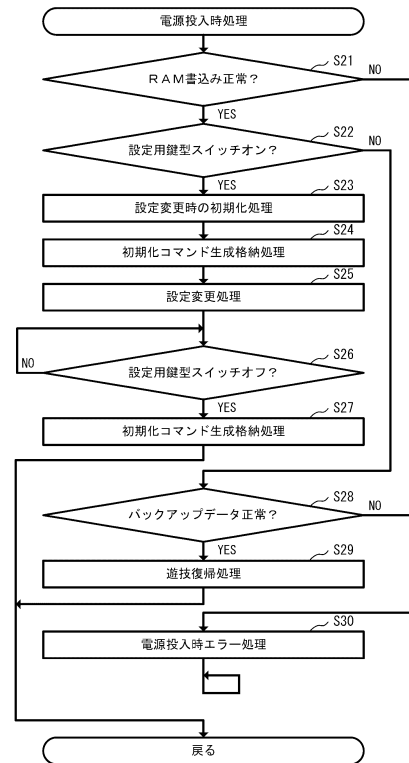 電源投入時処理
S21
RAM書込み正常?
NO
YES
S22
設定用鍵型スイッチオン?
NO
YES
S23
設定変更時の初期化処理
S24
初期化コマンド生成格納処理
S25
設定変更処理
S26
設定用鍵型スイッチオフ?
NO
YES
S27
初期化コマンド生成格納処理
S28
バックアップデータ正常?
NO
YES
S29
遊技復帰処理
S30
電源投入時エラー処理
戻る